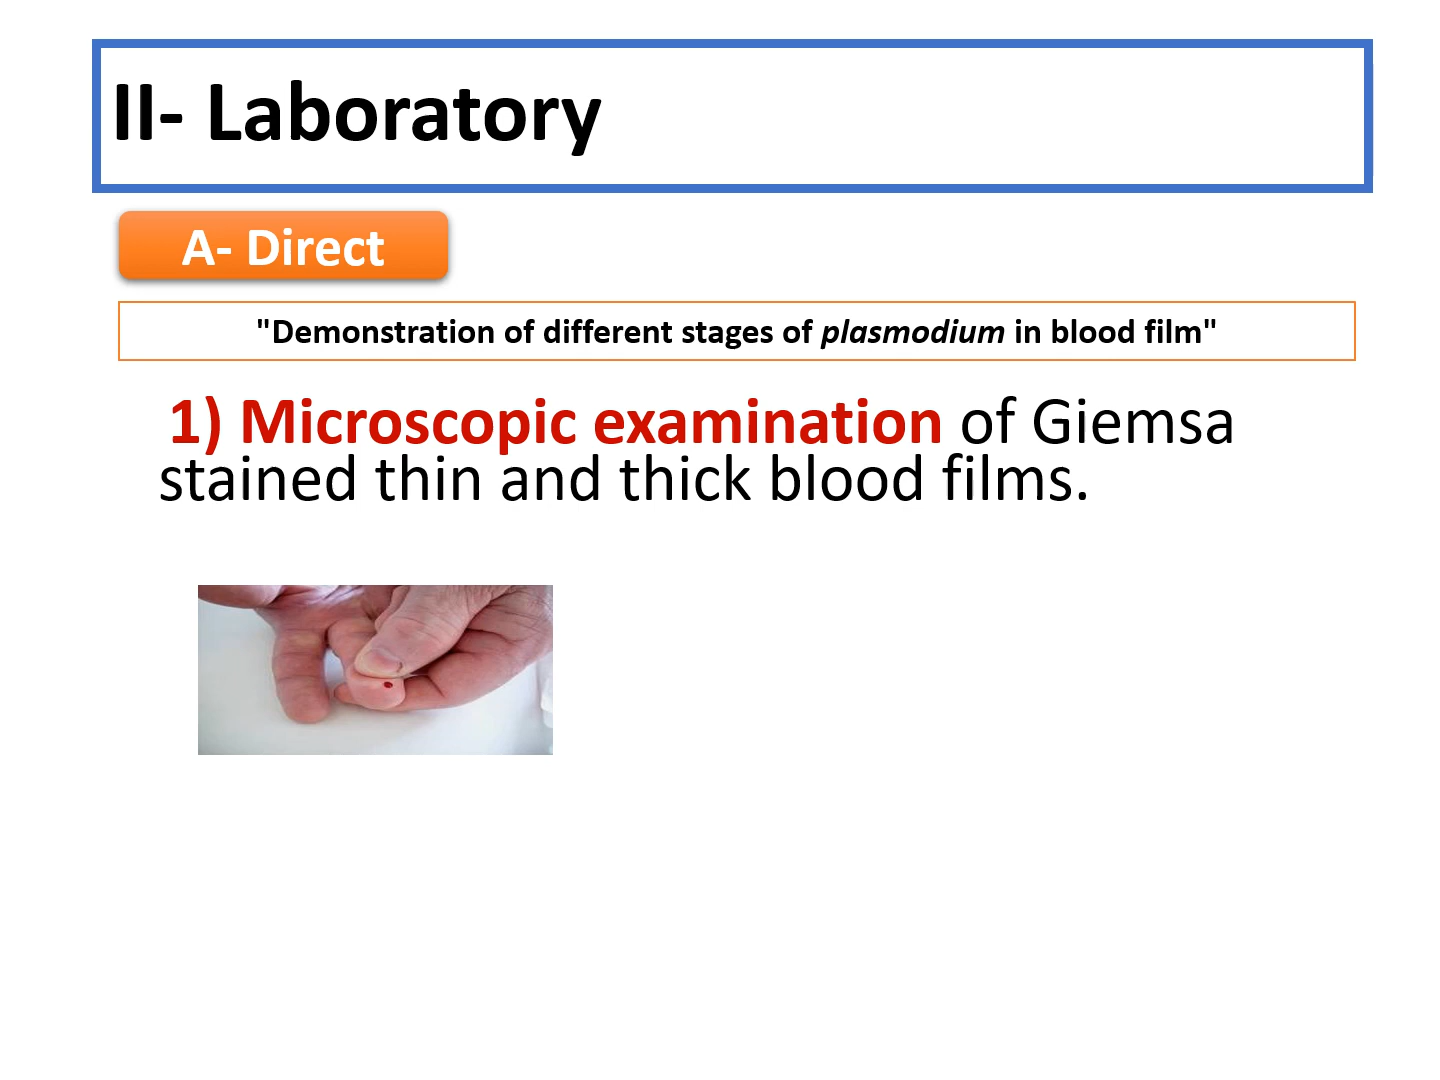 II- Laboratory
A- Direct
"Demonstration of different stages of plasmodium in blood film"
1) Microscopic examination of Giemsa
stained thin and thick blood films.